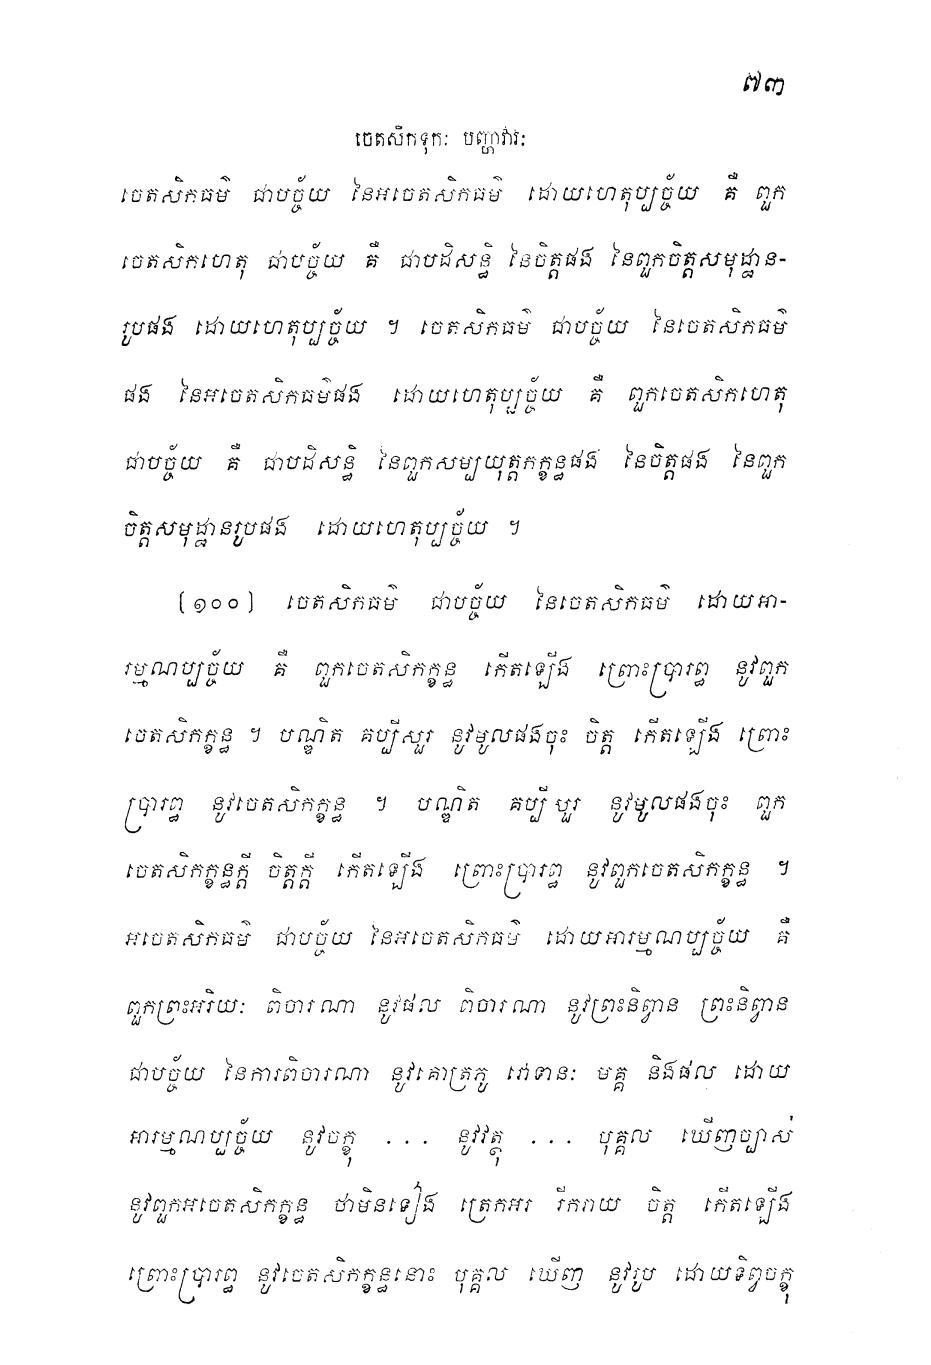 ៧៣
ចេតសិកទុកៈ បញ្ហាវារៈ
ចេតសិកធម៌ ជាបច្ច័យ នៃអចេតសិកធម៌ ដោយហេតុប្បច្ច័យ គឺ ពួក
ចេតសិកហេតុ ជាបច្ច័យ គឺ ជាបដិសន្ធិ នៃចិត្តផង នៃពួកចិត្តសមុដ្ឋាន-
រូបផង ដោយហេតុប្បច្ច័យ ។ ចេតសិកធម៌ ជាបច្ច័យ នៃចេតសិកធម៌
ផង នៃអចេតសិកធម៌ផង ដោយហេតុប្បច្ច័យ គឺ ពួកចេតសិកហេតុ
ជាបច្ច័យ គឺ ជាបដិសន្ធិ នៃពួកសម្បយុត្តកក្ខន្ធផង នៃចិត្តផង នៃពួក
ចិត្តសមុដ្ឋានរូបផង ដោយហេតុប្បច្ច័យ ។
(១០០) ចេតសិកធម៌ ជាបច្ច័យ នៃចេតសិកធម៌ ដោយអា-
រម្មណប្បច្ច័យ គឺ ពួកចេតសិកក្ខន្ធ កើតឡើង ព្រោះប្រារព្ធ នូវពួក
ចេតសិកក្ខន្ធ ។ បណ្ឌិត គប្បីសួរ នូវមូលផងចុះ ចិត្ត កើតឡើង ព្រោះ
ប្រារព្ធ នូវចេតសិកក្ខន្ធ ។ បណ្ឌិត គប្បីសួរ នូវមូលផងចុះ ពួក
ចេតសិកក្ខន្ធក្តី ចិត្តក្តី កើតឡើង ព្រោះប្រារព្ធ នូវពួកចេតសិកក្ខន្ធ ។
អចេតសិកធម៌ ជាបច្ច័យ នៃអចេតសិកធម៌ ដោយអារម្មណប្បច្ច័យ គឺ
ពួកព្រះអរិយៈ ពិចារណា នូវផល ពិចារណា នូវព្រះនិព្វាន ព្រះនិព្វាន
ជាបច្ច័យ នៃការពិចារណា នូវគោត្រភូ វោទានៈ មគ្គ និងផល ដោយ
អារម្មណប្បច្ច័យ នូវចក្ខុ ... នូវវត្ថុ ... បុគ្គល ឃើញច្បាស់
នូវពួកអចេតសិកក្ខន្ធ ថាមិនទៀង ត្រេកអរ រីករាយ ចិត្ត កើតឡើង
ព្រោះប្រារព្ធ នូវចេតសិកក្ខន្ធនោះ បុគ្គល ឃើញ នូវរូប ដោយទិព្វចក្ខុ